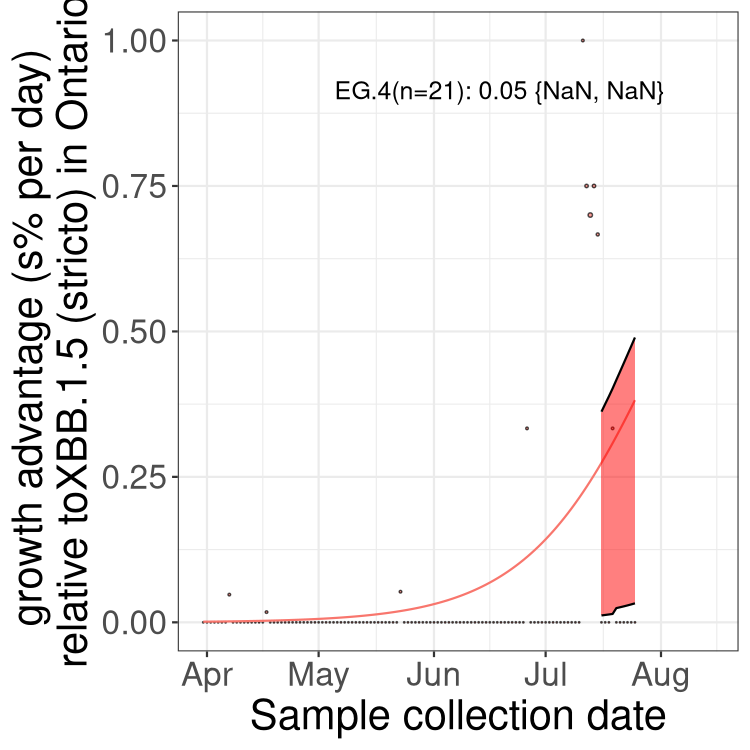 growth advantage (s% per day)
relative toXBB.1.5 (stricto) in Ontario
1.00
0.75
0.50
0.25
0.00
EG.4(n=21): 0.05 {NaN, NaN}
Apr May Jun Jul Aug
Sample collection date